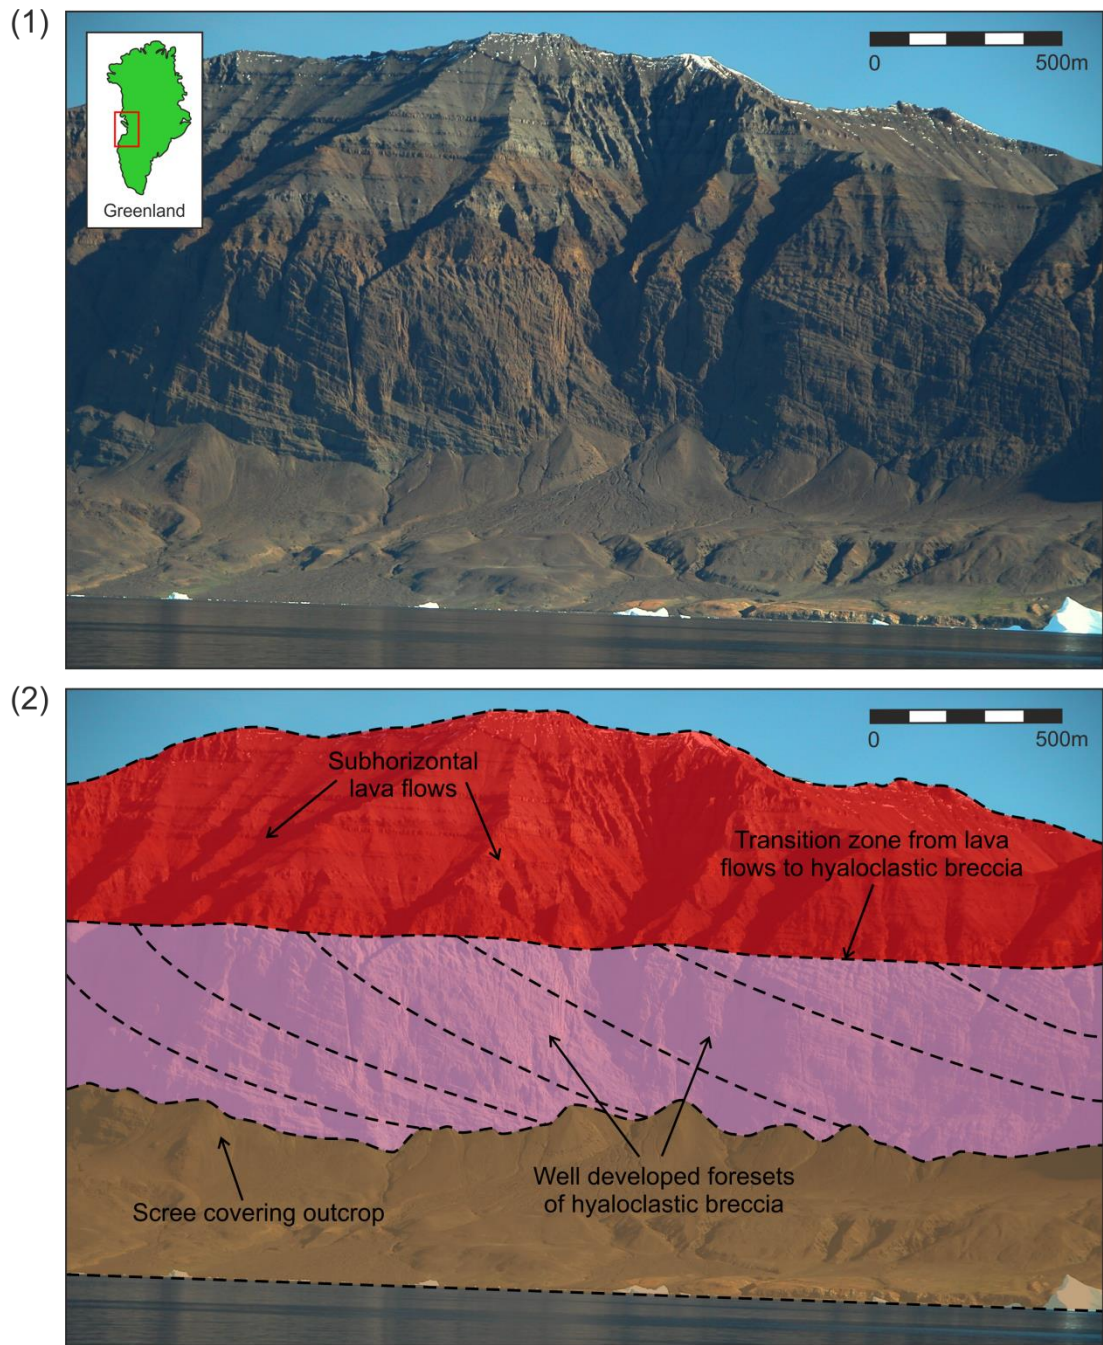 (1)
Greenland
0 500m
(2)
0 500m
Subhorizontal
lava flows
Transition zone from lava
flows to hyaloclastic breccia
Well developed foresets
of hyaloclastic breccia
Scree covering outcrop